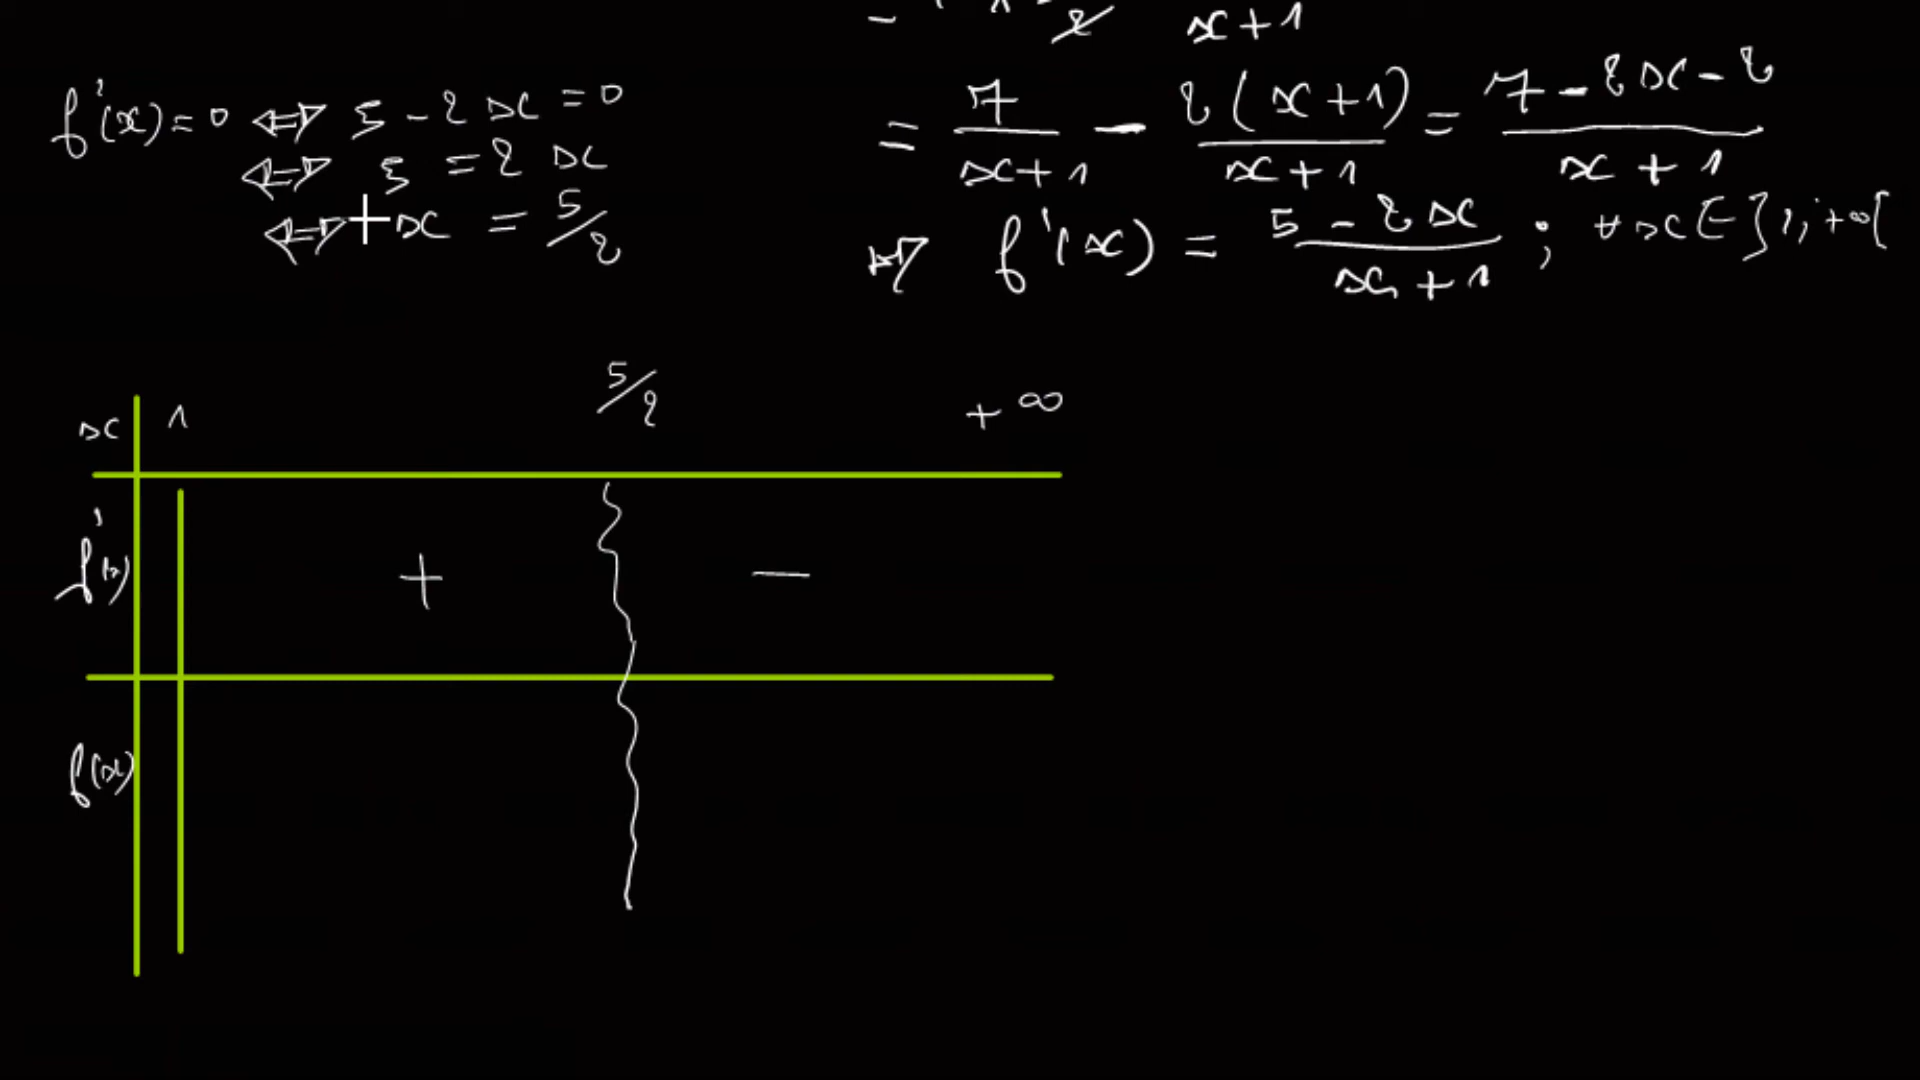 x+1
f'(x)=0 ⇔ 5 - 2x = 0
⇔ 5 = 2x
⇔ x = 5/2
= 7/(x+1) - 2(x+1)/(x+1) = (7-2x-2)/(x+1)
⇒ f'(x) = (5-2x)/(x+1) ; ∀x∈]1;+∞[
x 1 5/2 +∞
f'(x) + -
f(x)